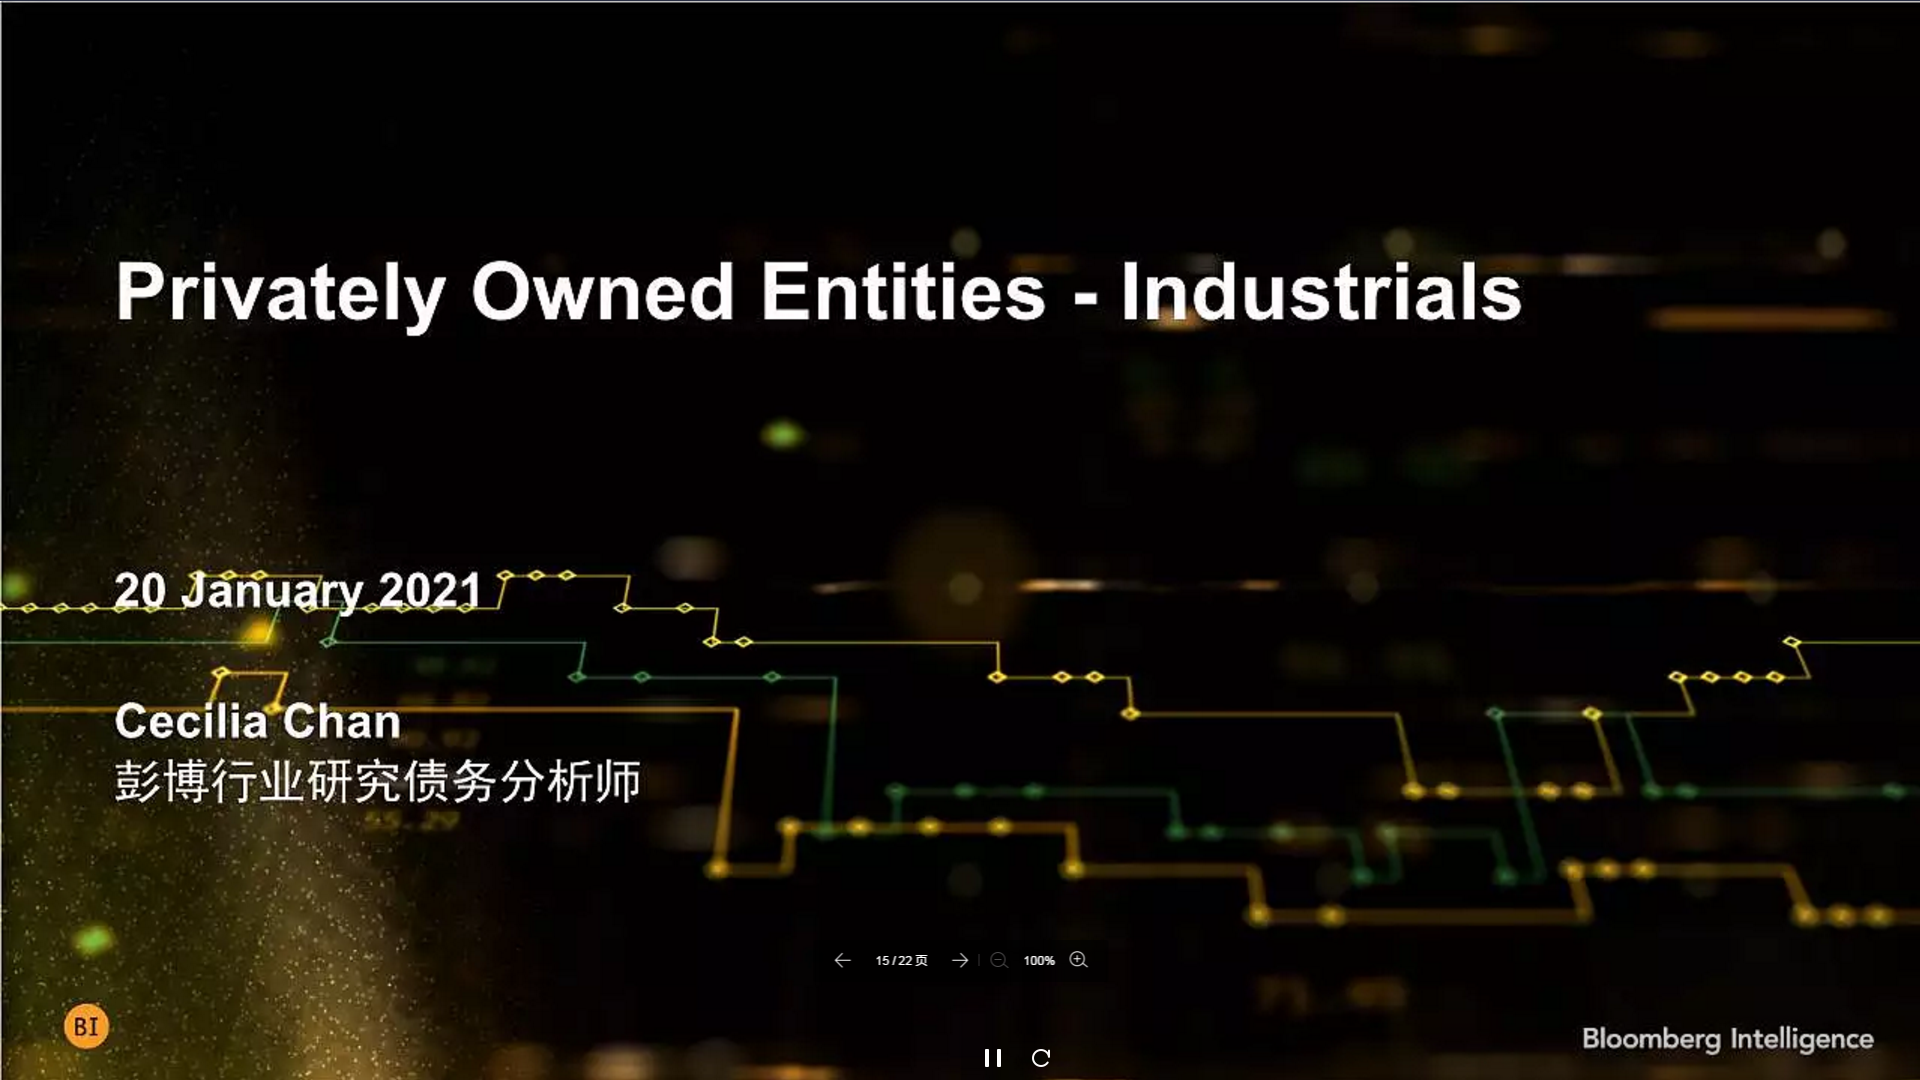 Privately Owned Entities - Industrials
20 January 2021
Cecilia Chan
彭博行业研究债务分析师
15 / 22 页
100%
BI
Bloomberg Intelligence